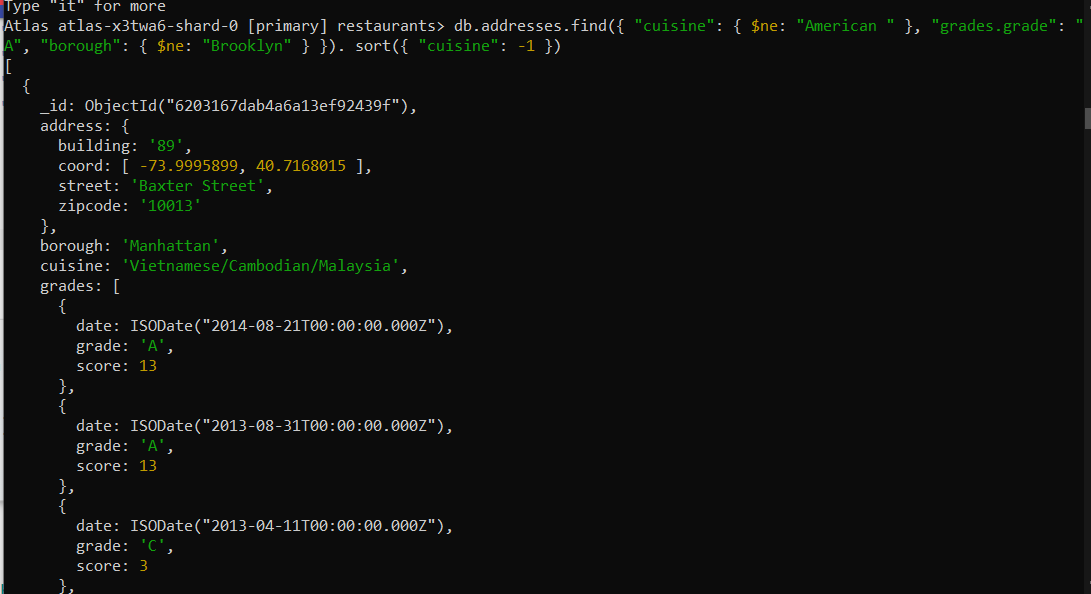 Type "it" for more
Atlas atlas-x3twa6-shard-0 [primary] restaurants> db.addresses.find({ "cuisine": { $ne: "American " }, "grades.grade": "
A", "borough": { $ne: "Brooklyn" } }). sort({ "cuisine": -1 })
[
  {
    _id: ObjectId("6203167dab4a6a13ef92439f"),
    address: {
      building: '89',
      coord: [ -73.9995899, 40.7168015 ],
      street: 'Baxter Street',
      zipcode: '10013'
    },
    borough: 'Manhattan',
    cuisine: 'Vietnamese/Cambodian/Malaysia',
    grades: [
      {
        date: ISODate("2014-08-21T00:00:00.000Z"),
        grade: 'A',
        score: 13
      },
      {
        date: ISODate("2013-08-31T00:00:00.000Z"),
        grade: 'A',
        score: 13
      },
      {
        date: ISODate("2013-04-11T00:00:00.000Z"),
        grade: 'C',
        score: 3
      },